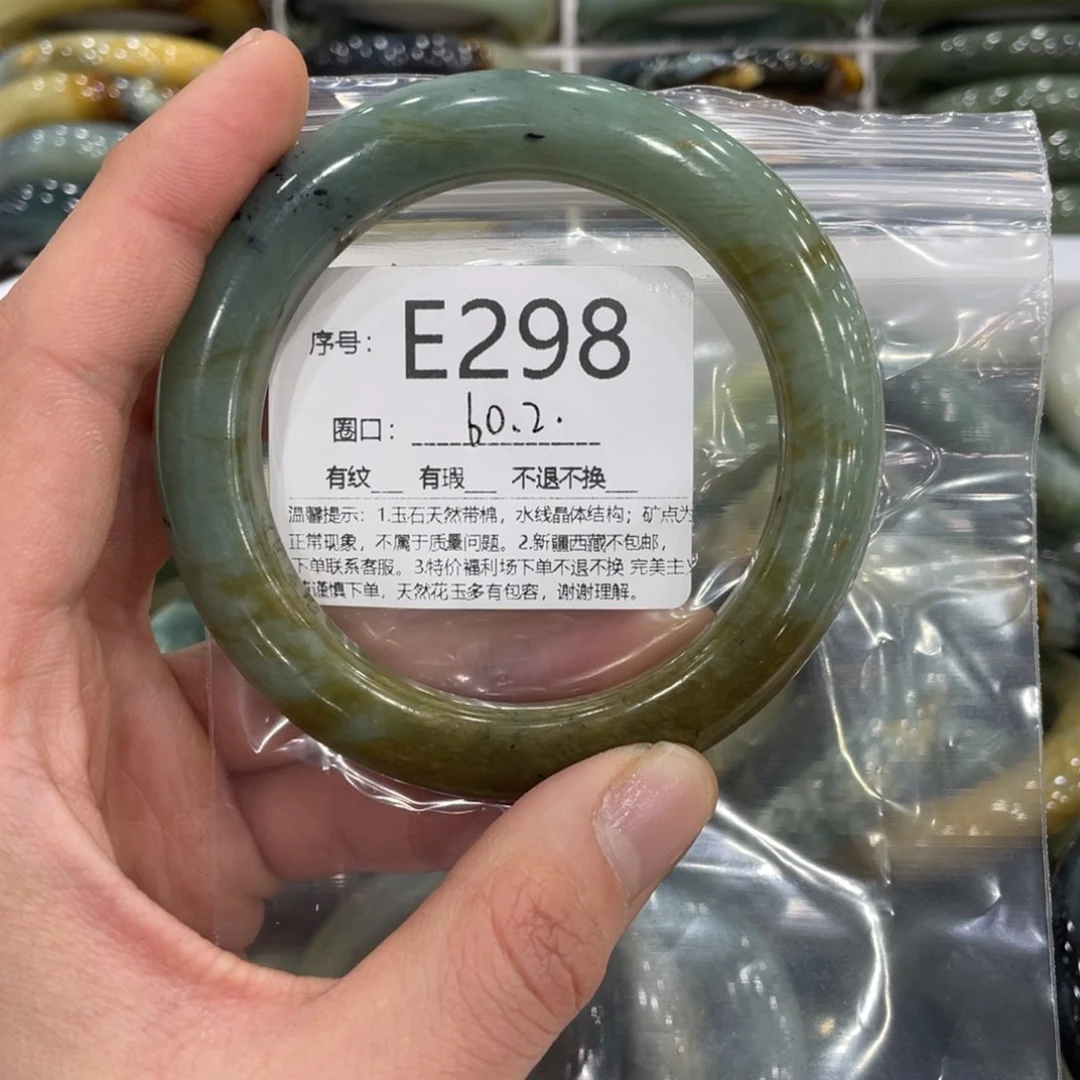 序号：E298
圈口：60.2.
有纹__ 有瑕__ 不退不换__
温馨提示：1.玉石天然带棉，水线晶体结构；矿点为
正常现象，不属于质量问题。2.新疆西藏不包邮，
下单联系客服。3.特价福利场下单不退不换 完美主义
谨慎下单，天然花玉多有包容，谢谢理解。